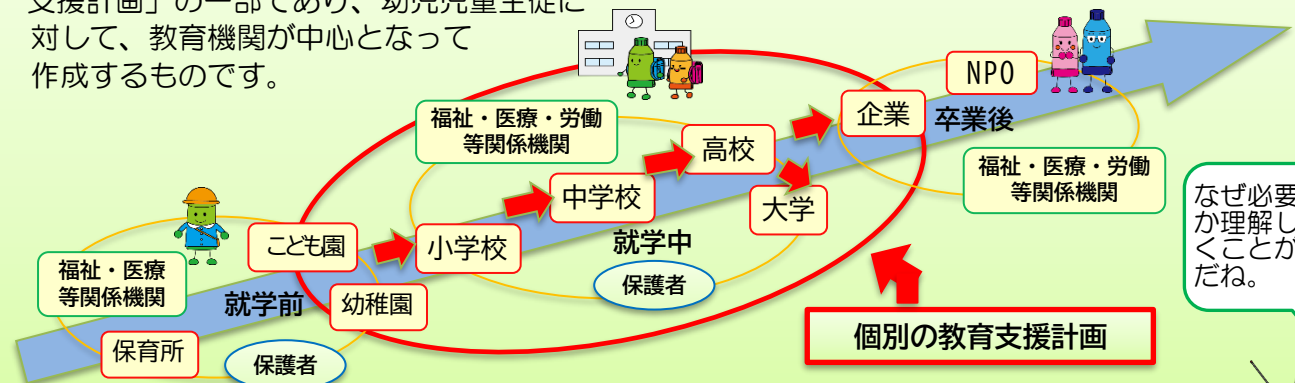 支援計画」の一部であり、幼児児童生徒に
対して、教育機関が中心となって
作成するものです。
NPO
企業
卒業後
福祉・医療・労働
等関係機関
福祉・医療・労働
等関係機関
高校
中学校
大学
小学校
就学中
保護者
こども園
幼稚園
就学前
福祉・医療
等関係機関
保育所
保護者
個別の教育支援計画
なぜ必要
か理解し
くことが
だね。